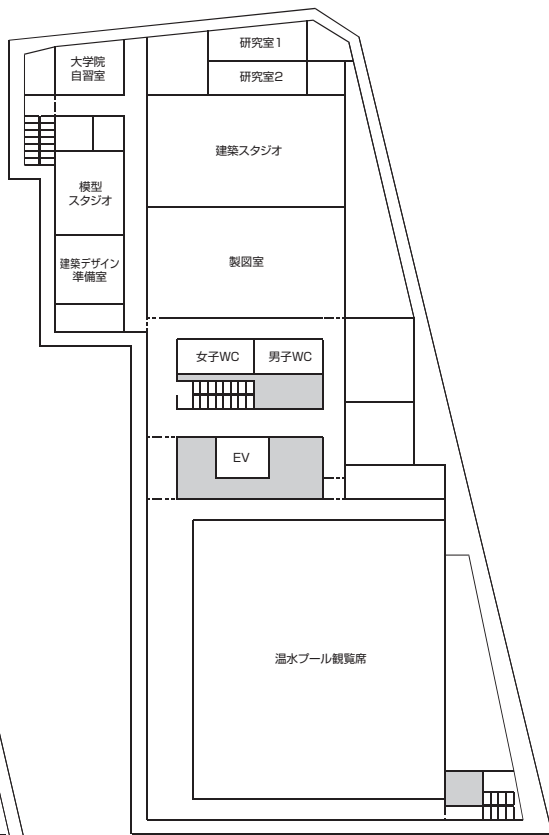 研究室1
大学院
自習室
研究室2
建築スタジオ
模型
スタジオ
建築デザイン
準備室
製図室
女子WC
男子WC
EV
温水プール観覧席